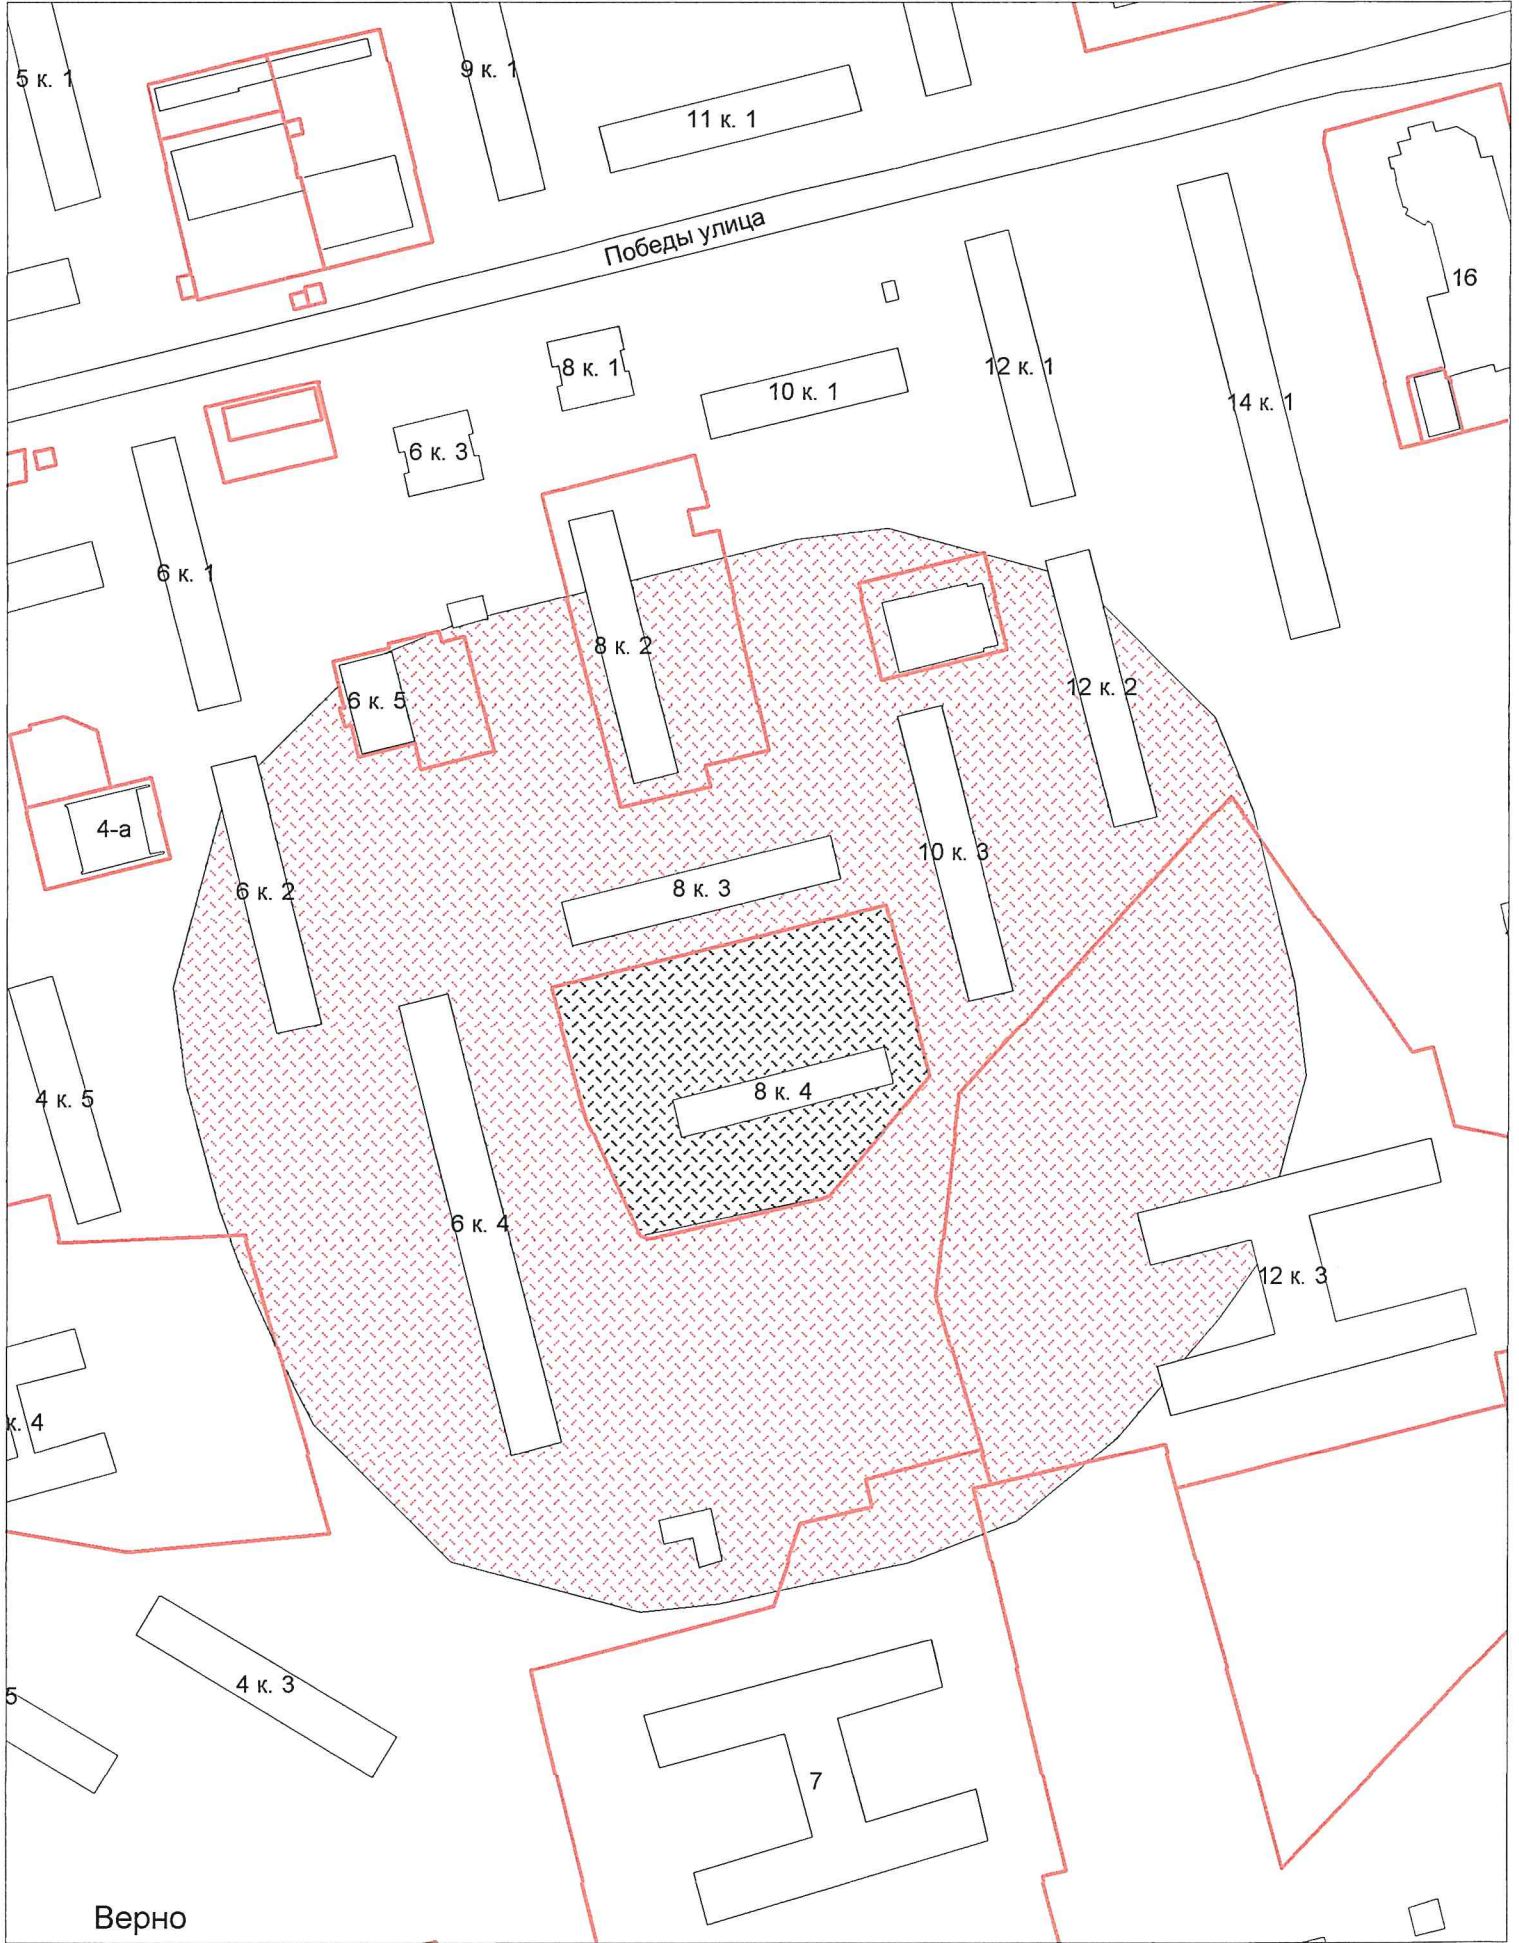 5 к. 1
9 к. 1
11 к. 1
Победы улица
16
8 к. 1
12 к. 1
10 к. 1
14 к. 1
6 к. 3
6 к. 1
8 к. 2
12 к. 2
6 к. 5
4-а
10 к. 3
8 к. 3
6 к. 2
8 к. 4
4 к. 5
6 к. 4
12 к. 3
к. 4
4 к. 3
5
7
Верно